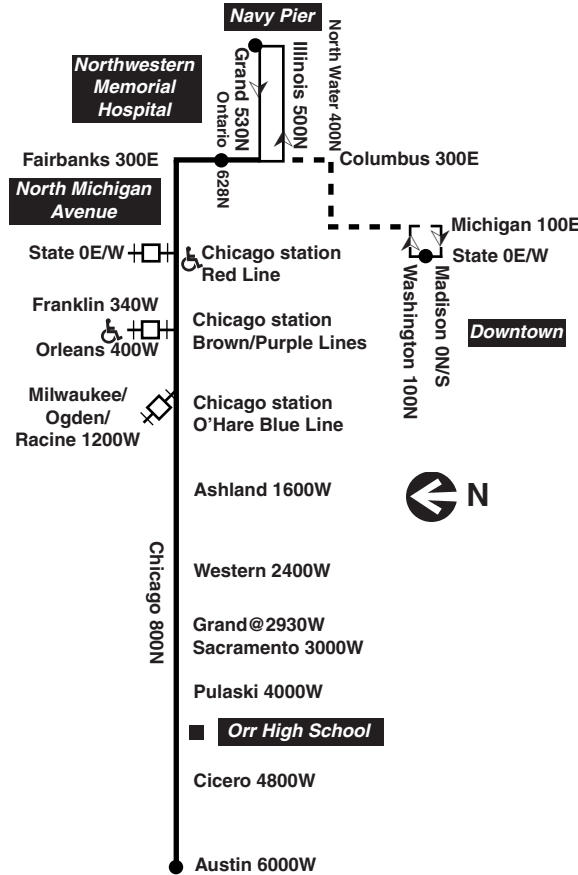 Navy Pier
Northwestern
Memorial
Hospital
Grand 530N
Illinois 500N
North Water 400N
Ontario
628N
Fairbanks 300E
Columbus 300E
North Michigan
Avenue
Michigan 100E
State 0E/W
State 0E/W
Chicago station
Red Line
Washington 100N
Madison 0N/S
Franklin 340W
Orleans 400W
Chicago station
Brown/Purple Lines
Downtown
Milwaukee/
Ogden/
Racine 1200W
Chicago station
O'Hare Blue Line
Ashland 1600W
N
Chicago 800N
Western 2400W
Grand@2930W
Sacramento 3000W
Pulaski 4000W
Orr High School
Cicero 4800W
Austin 6000W